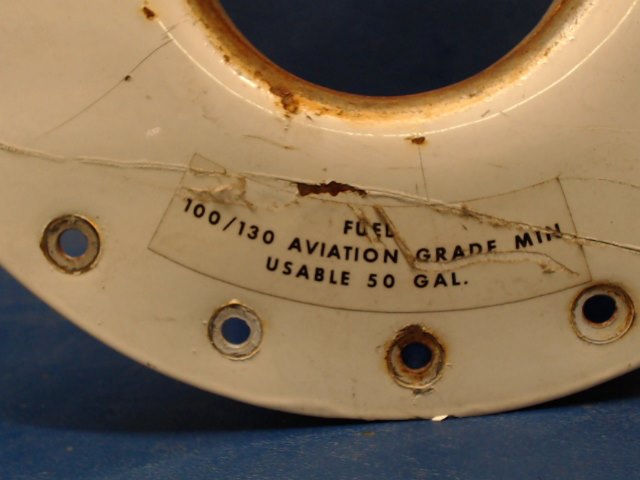 FUEL
100/130 AVIATION GRADE MIN
USABLE 50 GAL.